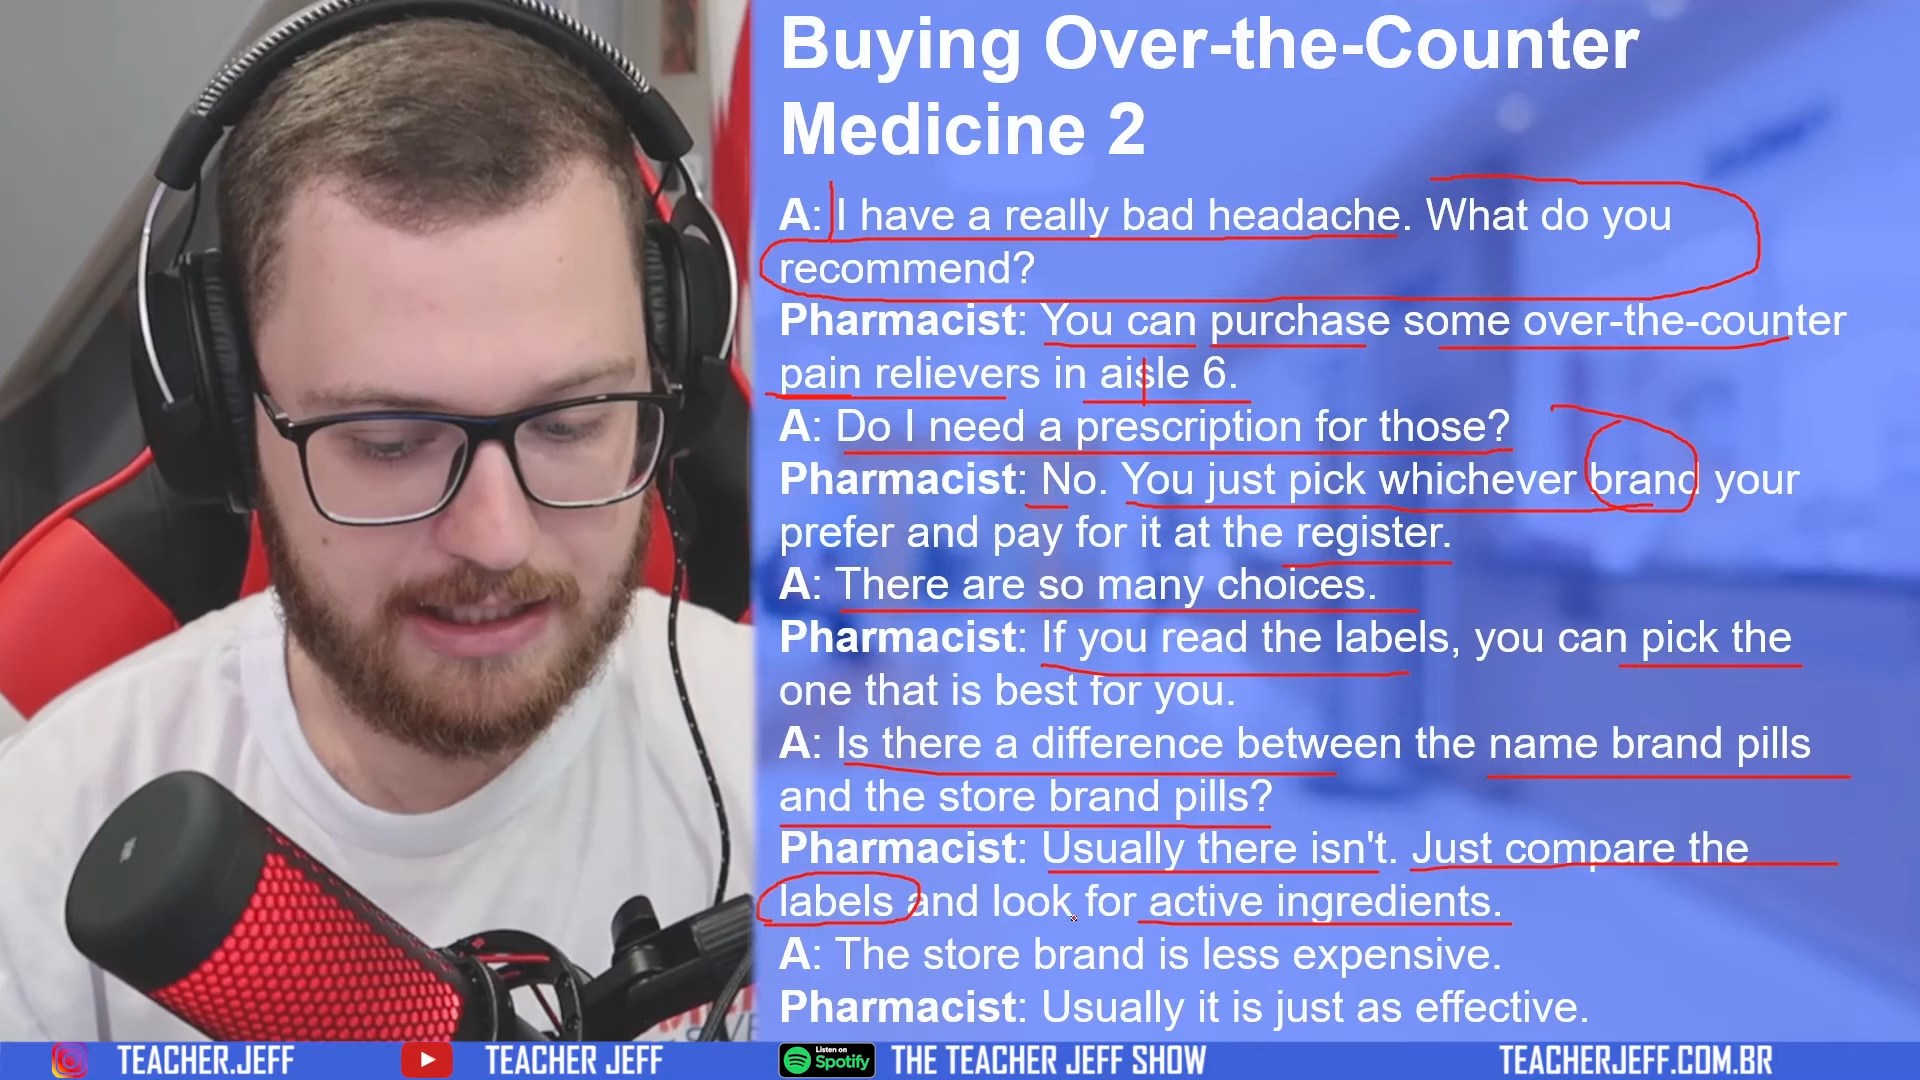 Buying Over-the-Counter
Medicine 2
A: I have a really bad headache. What do you
recommend?
Pharmacist: You can purchase some over-the-counter
pain relievers in aisle 6.
A: Do I need a prescription for those?
Pharmacist: No. You just pick whichever brand your
prefer and pay for it at the register.
A: There are so many choices.
Pharmacist: If you read the labels, you can pick the
one that is best for you.
A: Is there a difference between the name brand pills
and the store brand pills?
Pharmacist: Usually there isn't. Just compare the
labels and look for active ingredients.
A: The store brand is less expensive.
Pharmacist: Usually it is just as effective.
TEACHER.JEFF
TEACHER JEFF
Listen on
Spotify
THE TEACHER JEFF SHOW
TEACHERJEFF.COM.BR